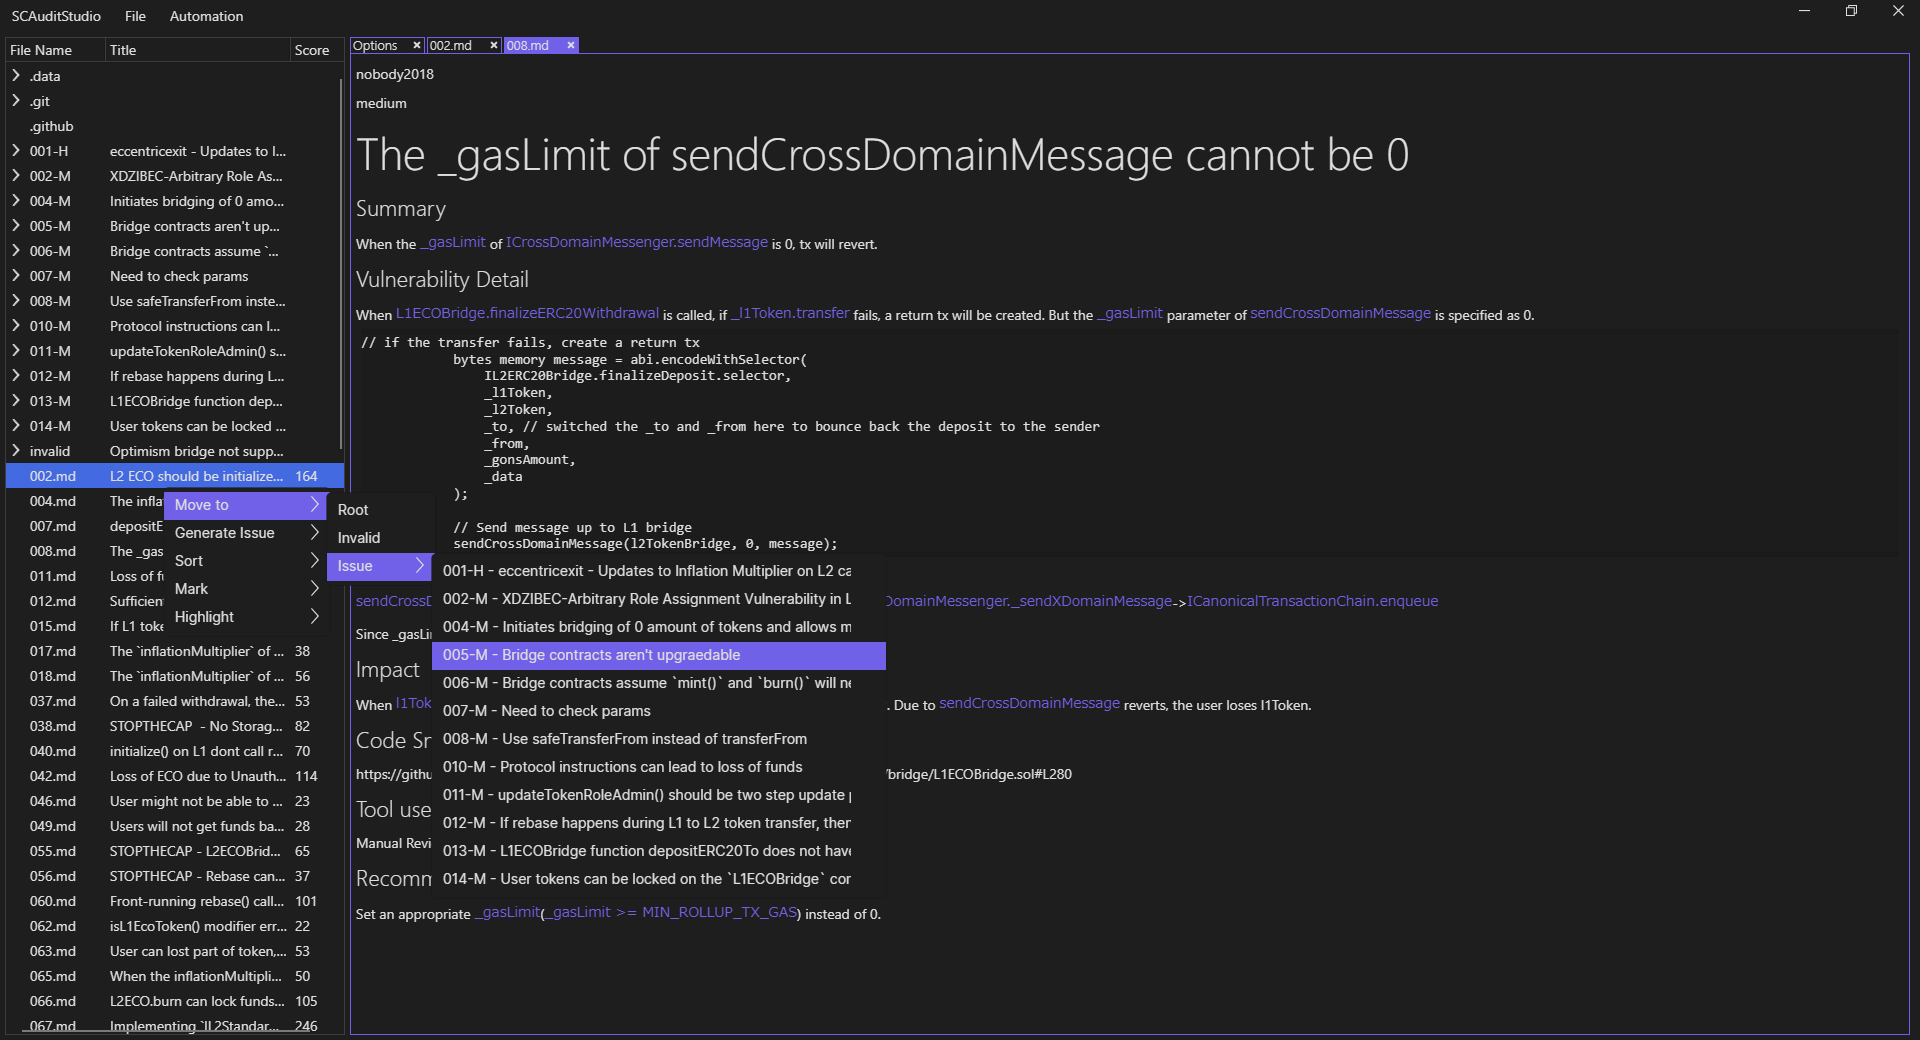 SCAuditStudio File Automation
File Name Title Score
.data
.git
.github
001-H eccentricexit - Updates to I...
002-M XDZIBEC-Arbitrary Role As...
004-M Initiates bridging of 0 amo...
005-M Bridge contracts aren't up...
006-M Bridge contracts assume `...
007-M Need to check params
008-M Use safeTransferFrom inste...
010-M Protocol instructions can l...
011-M updateTokenRoleAdmin() s...
012-M If rebase happens during L...
013-M L1ECOBridge function dep...
014-M User tokens can be locked ...
invalid Optimism bridge not supp...
002.md L2 ECO should be initialize... 164
004.md The infla
007.md depositE
008.md The _gas
011.md Loss of fu
012.md Sufficien
015.md If L1 toke
017.md The `inflationMultiplier` of ... 38
018.md The `inflationMultiplier` of ... 56
037.md On a failed withdrawal, the... 53
038.md STOPTHECAP - No Storag... 82
040.md initialize() on L1 dont call r... 70
042.md Loss of ECO due to Unauth... 114
046.md User might not be able to ... 23
049.md Users will not get funds ba... 28
055.md STOPTHECAP - L2ECOBrid... 65
056.md STOPTHECAP - Rebase can... 37
060.md Front-running rebase() call... 101
062.md isL1EcoToken() modifier err... 22
063.md User can lost part of token,... 53
065.md When the inflationMultipli... 50
066.md L2ECO.burn can lock funds... 105
067.md Implementing `IL2Standar... 246
Move to
Generate Issue
Sort
Mark
Highlight
Root
Invalid
Issue
001-H - eccentricexit - Updates to Inflation Multiplier on L2 ca
002-M - XDZIBEC-Arbitrary Role Assignment Vulnerability in L
004-M - Initiates bridging of 0 amount of tokens and allows m
005-M - Bridge contracts aren't upgraedable
006-M - Bridge contracts assume `mint()` and `burn()` will ne
007-M - Need to check params
008-M - Use safeTransferFrom instead of transferFrom
010-M - Protocol instructions can lead to loss of funds
011-M - updateTokenRoleAdmin() should be two step update p
012-M - If rebase happens during L1 to L2 token transfer, then
013-M - L1ECOBridge function depositERC20To does not have
014-M - User tokens can be locked on the `L1ECOBridge` con
Options × 002.md × 008.md ×
nobody2018
medium
The _gasLimit of sendCrossDomainMessage cannot be 0
Summary
When the _gasLimit of ICrossDomainMessenger.sendMessage is 0, tx will revert.
Vulnerability Detail
When L1ECOBridge.finalizeERC20Withdrawal is called, if _l1Token.transfer fails, a return tx will be created. But the _gasLimit parameter of sendCrossDomainMessage is specified as 0.
// if the transfer fails, create a return tx
bytes memory message = abi.encodeWithSelector(
IL2ERC20Bridge.finalizeDeposit.selector,
_l1Token,
_l2Token,
_to, // switched the _to and _from here to bounce back the deposit to the sender
_from,
_gonsAmount,
_data
);
// Send message up to L1 bridge
sendCrossDomainMessage(l2TokenBridge, 0, message);
sendCrossD DomainMessenger._sendXDomainMessage->ICanonicalTransactionChain.enqueue
Since _gasLi
Impact
When l1Tok . Due to sendCrossDomainMessage reverts, the user loses l1Token.
Code Sn
https://githu /bridge/L1ECOBridge.sol#L280
Tool use
Manual Revi
Recomm
Set an appropriate _gasLimit(_gasLimit >= MIN_ROLLUP_TX_GAS) instead of 0.